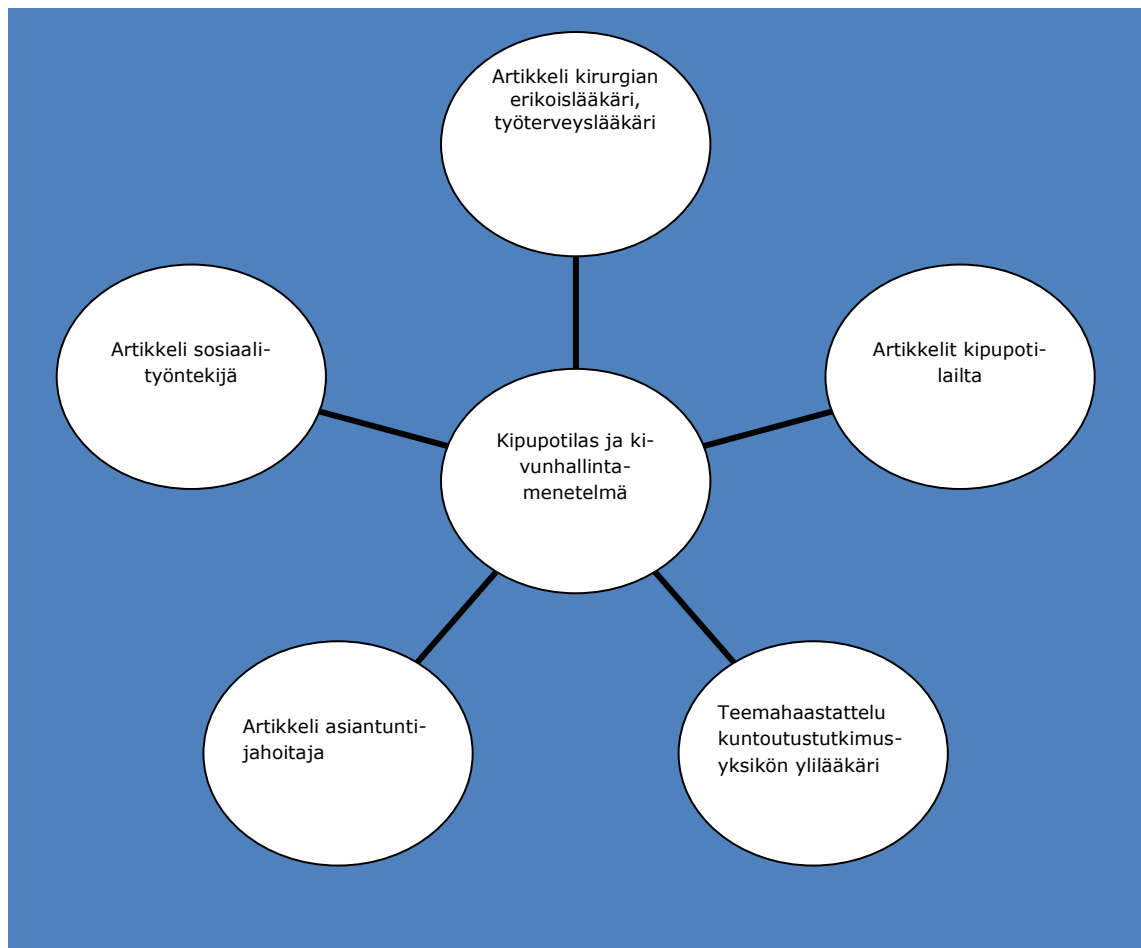 Artikkeli kirurgian
erikoislääkäri,
työterveyslääkäri
Artikkeli sosiaali-
työntekijä
Artikkelit kipupoti-
lailta
Kipupotilas ja ki-
vunhallinta-
menetelmä
Artikkeli asiantunti-
jahoitaja
Teemahaastattelu
kuntoutustutkimus-
yksikön ylilääkäri